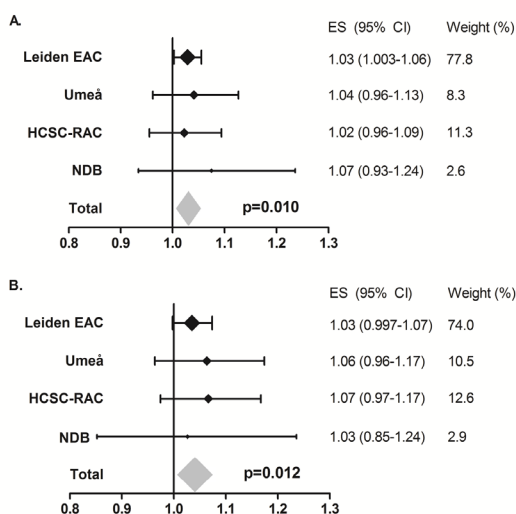 A.
ES (95% CI) Weight (%)
Leiden EAC 1.03 (1.003-1.06) 77.8
Umeå 1.04 (0.96-1.13) 8.3
HCSC-RAC 1.02 (0.96-1.09) 11.3
NDB 1.07 (0.93-1.24) 2.6
Total p=0.010
0.8 0.9 1.0 1.1 1.2 1.3
B.
ES (95% CI) Weight (%)
Leiden EAC 1.03 (0.997-1.07) 74.0
Umeå 1.06 (0.96-1.17) 10.5
HCSC-RAC 1.07 (0.97-1.17) 12.6
NDB 1.03 (0.85-1.24) 2.9
Total p=0.012
0.8 0.9 1.0 1.1 1.2 1.3